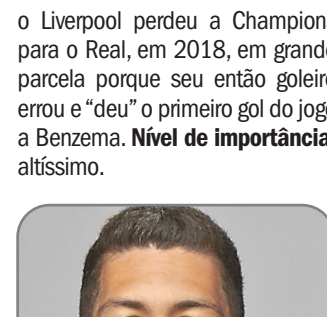 o Liverpool perdeu a Champion
para o Real, em 2018, em grand
parcela porque seu então goleir
errou e “deu” o primeiro gol do jog
a Benzema. Nível de importância
altíssimo.